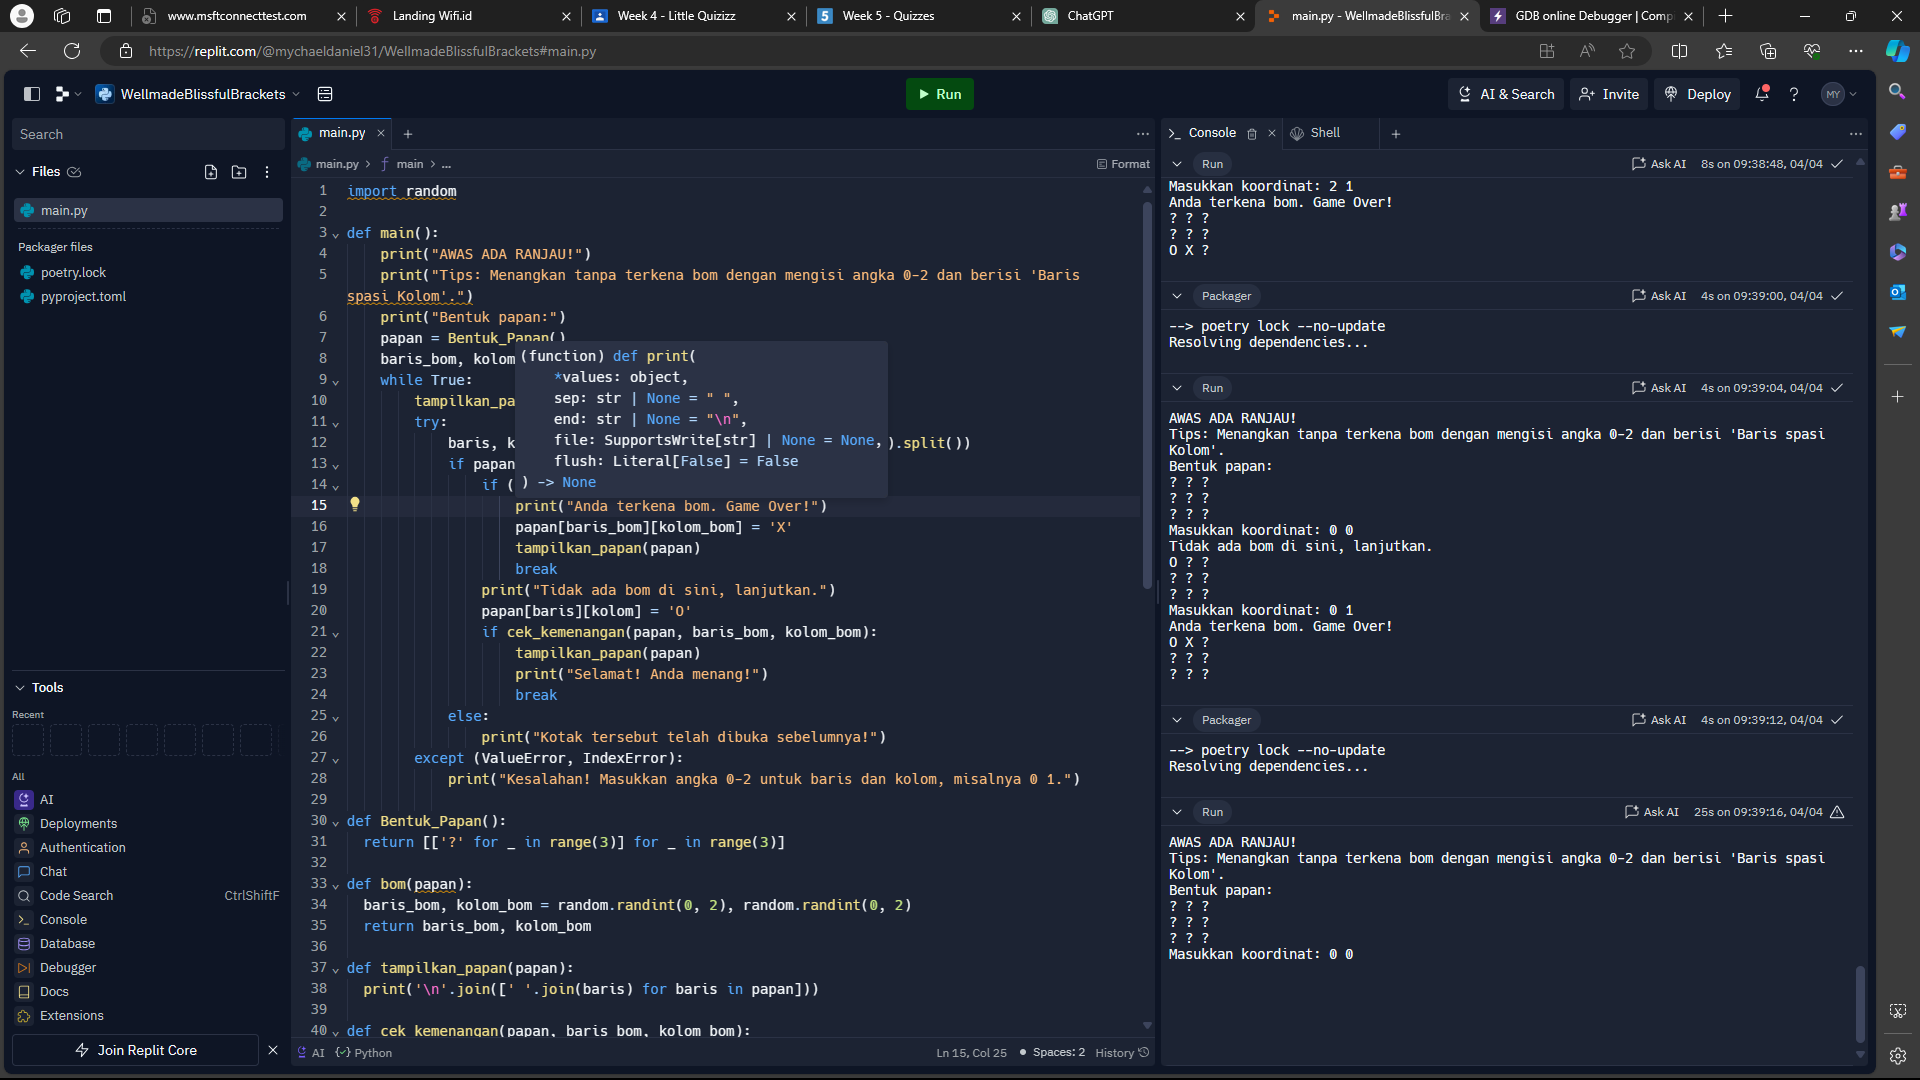 www.msftconnecttest.com
Landing Wifi.id
Week 4 - Little Quizizz
Week 5 - Quizzes
ChatGPT
main.py - WellmadeBlissfulBra
GDB online Debugger | Comp
https://replit.com/@mychaeldaniel31/WellmadeBlissfulBrackets#main.py
WellmadeBlissfulBrackets
Run
AI & Search
Invite
Deploy
MY
Search
Files
main.py
Packager files
poetry.lock
pyproject.toml
Tools
Recent
All
AI
Deployments
Authentication
Chat
Code Search CtrlShiftF
Console
Database
Debugger
Docs
Extensions
Join Replit Core
main.py
main.py > main > ...
Format
1 import random
2
3 def main():
4 print("AWAS ADA RANJAU!")
5 print("Tips: Menangkan tanpa terkena bom dengan mengisi angka 0-2 dan berisi 'Baris
spasi Kolom'.")
6 print("Bentuk papan:")
7 papan = Bentuk_Papan()
8 baris_bom, kolom
9 while True:
10 tampilkan_pa
11 try:
12 baris, k ).split())
13 if papan
14 if (
(function) def print(
*values: object,
sep: str | None = " ",
end: str | None = "\n",
file: SupportsWrite[str] | None = None,
flush: Literal[False] = False
) -> None
15 print("Anda terkena bom. Game Over!")
16 papan[baris_bom][kolom_bom] = 'X'
17 tampilkan_papan(papan)
18 break
19 print("Tidak ada bom di sini, lanjutkan.")
20 papan[baris][kolom] = 'O'
21 if cek_kemenangan(papan, baris_bom, kolom_bom):
22 tampilkan_papan(papan)
23 print("Selamat! Anda menang!")
24 break
25 else:
26 print("Kotak tersebut telah dibuka sebelumnya!")
27 except (ValueError, IndexError):
28 print("Kesalahan! Masukkan angka 0-2 untuk baris dan kolom, misalnya 0 1.")
29
30 def Bentuk_Papan():
31 return [['?' for _ in range(3)] for _ in range(3)]
32
33 def bom(papan):
34 baris_bom, kolom_bom = random.randint(0, 2), random.randint(0, 2)
35 return baris_bom, kolom_bom
36
37 def tampilkan_papan(papan):
38 print('\n'.join([' '.join(baris) for baris in papan]))
39
40 def cek_kemenangan(papan, baris_bom, kolom_bom):
AI {} Python
Ln 15, Col 25 Spaces: 2 History
Console
Shell
Run Ask AI 8s on 09:38:48, 04/04
Masukkan koordinat: 2 1
Anda terkena bom. Game Over!
? ? ?
? ? ?
O X ?
Packager Ask AI 4s on 09:39:00, 04/04
--> poetry lock --no-update
Resolving dependencies...
Run Ask AI 4s on 09:39:04, 04/04
AWAS ADA RANJAU!
Tips: Menangkan tanpa terkena bom dengan mengisi angka 0-2 dan berisi 'Baris spasi
Kolom'.
Bentuk papan:
? ? ?
? ? ?
? ? ?
Masukkan koordinat: 0 0
Tidak ada bom di sini, lanjutkan.
O ? ?
? ? ?
? ? ?
Masukkan koordinat: 0 1
Anda terkena bom. Game Over!
O X ?
? ? ?
? ? ?
Packager Ask AI 4s on 09:39:12, 04/04
--> poetry lock --no-update
Resolving dependencies...
Run Ask AI 25s on 09:39:16, 04/04
AWAS ADA RANJAU!
Tips: Menangkan tanpa terkena bom dengan mengisi angka 0-2 dan berisi 'Baris spasi
Kolom'.
Bentuk papan:
? ? ?
? ? ?
? ? ?
Masukkan koordinat: 0 0